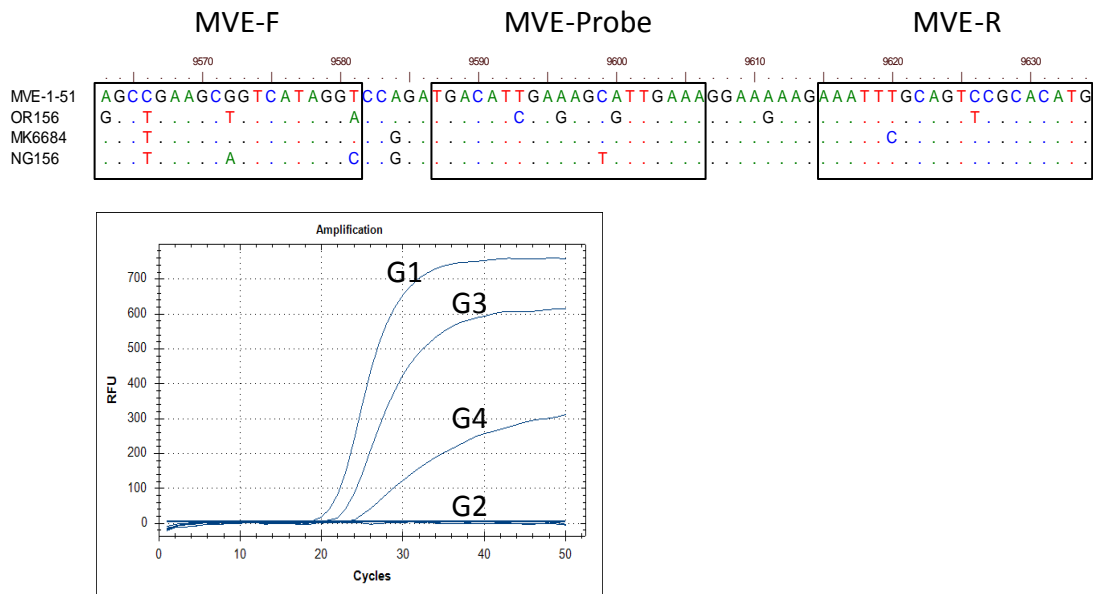 MVE-F MVE-Probe MVE-R
9570 9581 9590 9600 9610 9620 9630
MVE-1-51 AGCCGAAGCGGTCATAGGTCCAGATGACATTGAAAGCATTGAAAGGAAAAAGAAATTTGCAGTCCGCACATG
OR156 G..T.....T........A...........C..G...G..........G..............T........
MK6684 ...T.................G...................................C..............
NG156 ...T.....A........C..G..............T...................................
Amplification
700
600
500
400
300
200
100
0
RFU
G1
G3
G4
G2
0 10 20 30 40 50
Cycles